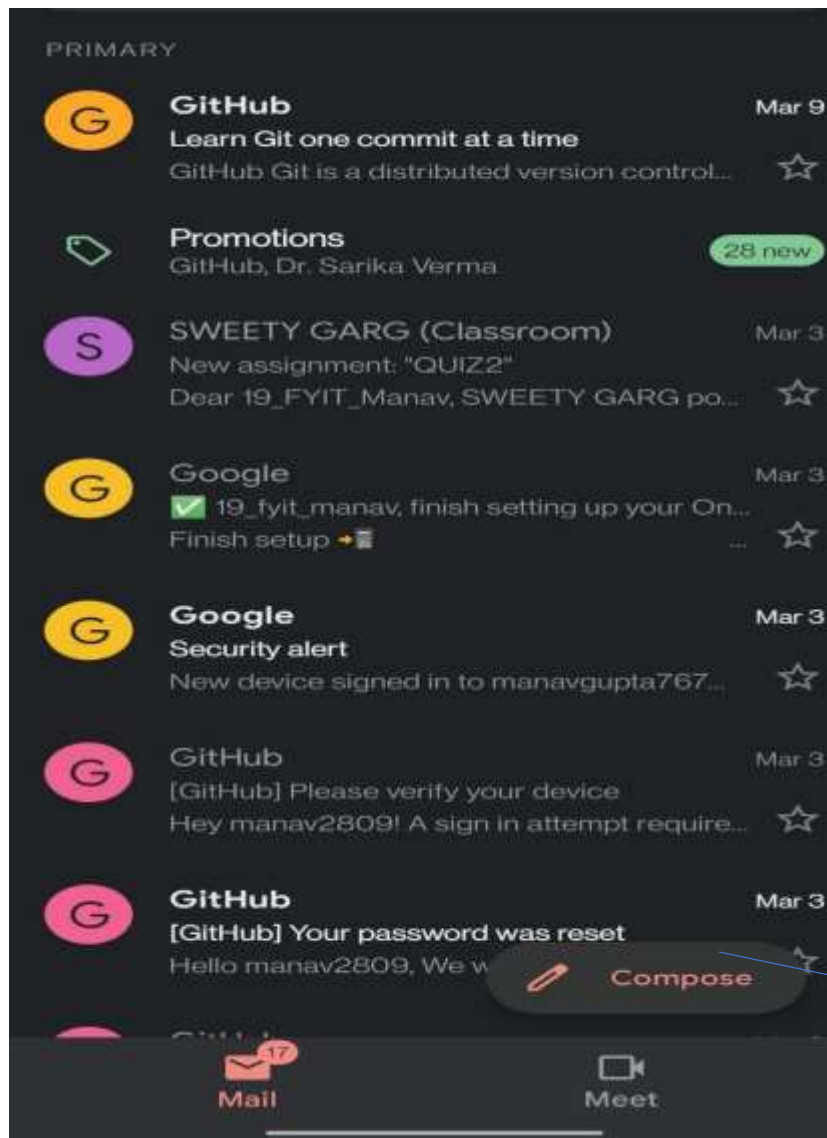 PRIMARY
G
GitHub
Mar 9
Learn Git one commit at a time
GitHub Git is a distributed version control...
Promotions
28 new
GitHub, Dr. Sarika Verma
S
SWEETY GARG (Classroom)
Mar 3
New assignment: "QUIZ2"
Dear 19_FYIT_Manav, SWEETY GARG po...
G
Google
Mar 3
✅ 19_fyit_manav, finish setting up your On...
Finish setup ...
G
Google
Mar 3
Security alert
New device signed in to manavgupta767...
G
GitHub
Mar 3
[GitHub] Please verify your device
Hey manav2809! A sign in attempt require...
G
GitHub
Mar 3
[GitHub] Your password was reset
Hello manav2809, We w
Compose
17
Mail
Meet